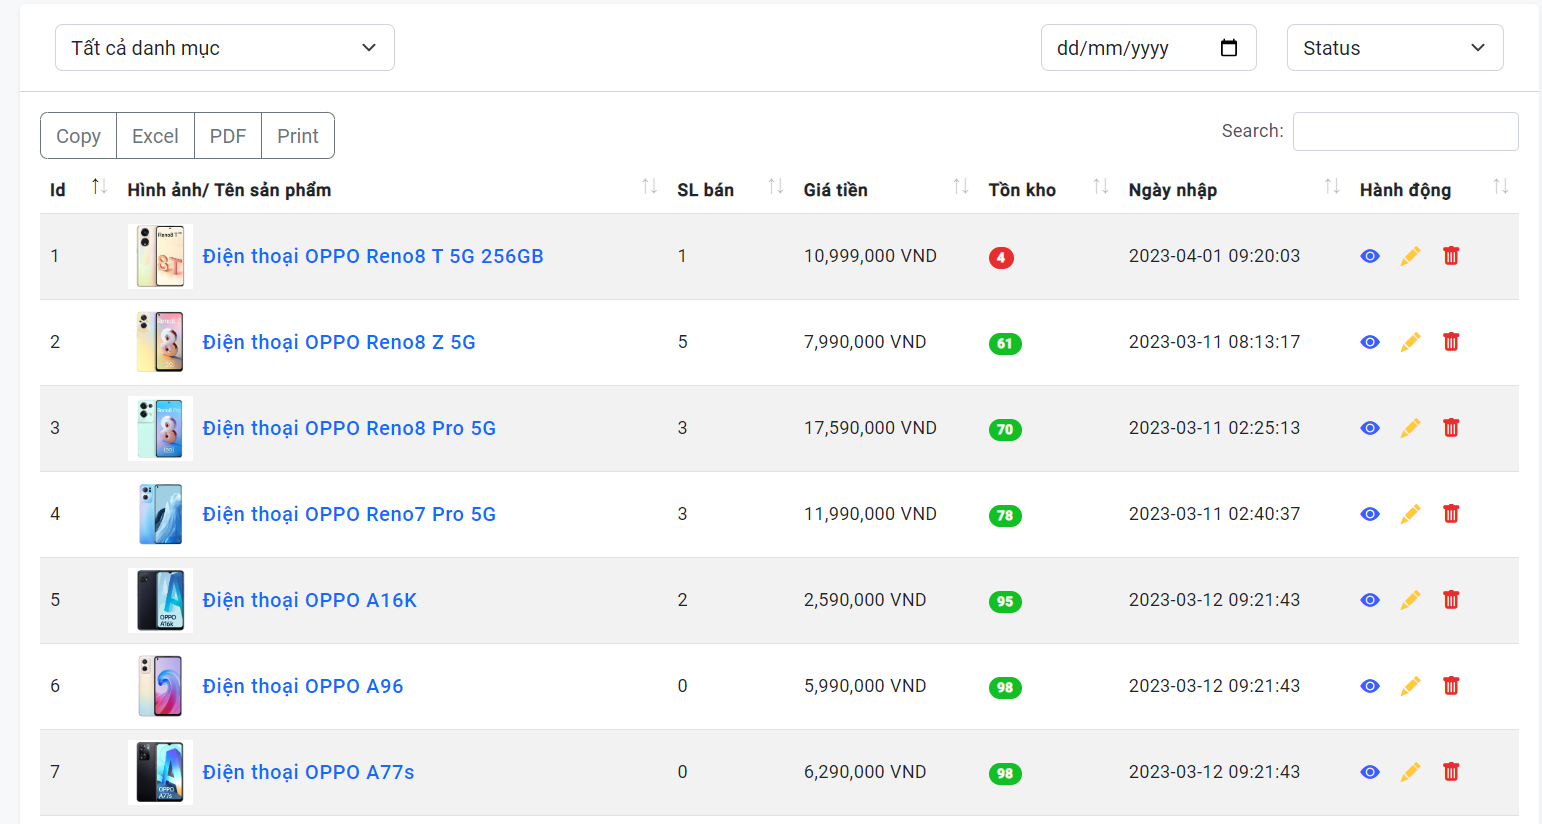 Tất cả danh mục dd/mm/yyyy Status
Copy Excel PDF Print Search:
Id Hình ảnh/ Tên sản phẩm SL bán Giá tiền Tồn kho Ngày nhập Hành động
1 Điện thoại OPPO Reno8 T 5G 256GB 1 10,999,000 VND 4 2023-04-01 09:20:03
2 Điện thoại OPPO Reno8 Z 5G 5 7,990,000 VND 61 2023-03-11 08:13:17
3 Điện thoại OPPO Reno8 Pro 5G 3 17,590,000 VND 70 2023-03-11 02:25:13
4 Điện thoại OPPO Reno7 Pro 5G 3 11,990,000 VND 78 2023-03-11 02:40:37
5 Điện thoại OPPO A16K 2 2,590,000 VND 95 2023-03-12 09:21:43
6 Điện thoại OPPO A96 0 5,990,000 VND 98 2023-03-12 09:21:43
7 Điện thoại OPPO A77s 0 6,290,000 VND 98 2023-03-12 09:21:43